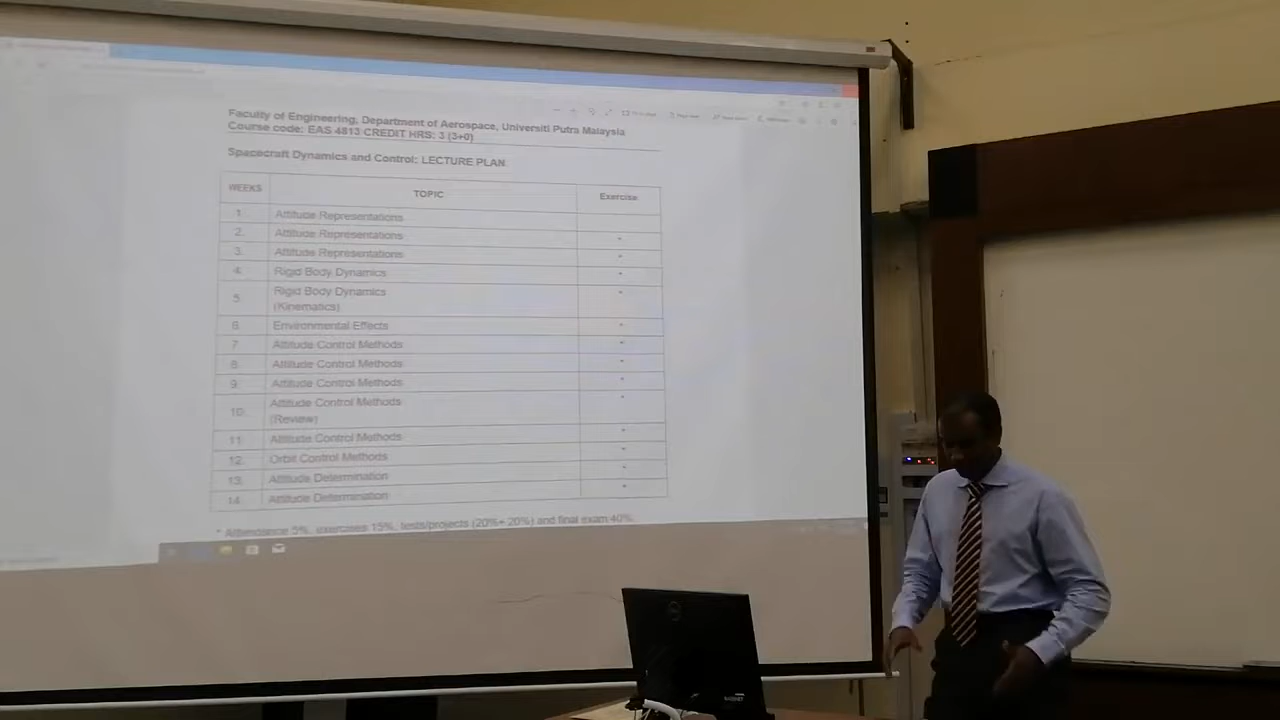 Faculty of Engineering, Department of Aerospace, Universiti Putra Malaysia
Course code: EAS 4813 CREDIT HRS: 3 (3+0)
Spacecraft Dynamics and Control: LECTURE PLAN
WEEKS TOPIC Exercise
1. Attitude Representations
2. Attitude Representations *
3. Attitude Representations *
4. Rigid Body Dynamics *
5. Rigid Body Dynamics *
(Kinematics)
6. Environmental Effects *
7. Attitude Control Methods *
8. Attitude Control Methods *
9. Attitude Control Methods *
10. Attitude Control Methods *
(Review)
11. Attitude Control Methods *
12. Orbit Control Methods *
13. Attitude Determination *
14. Attitude Determination *
* Attendance 5%, exercises 15%, tests/projects (20%+ 20%) and final exam 40%.